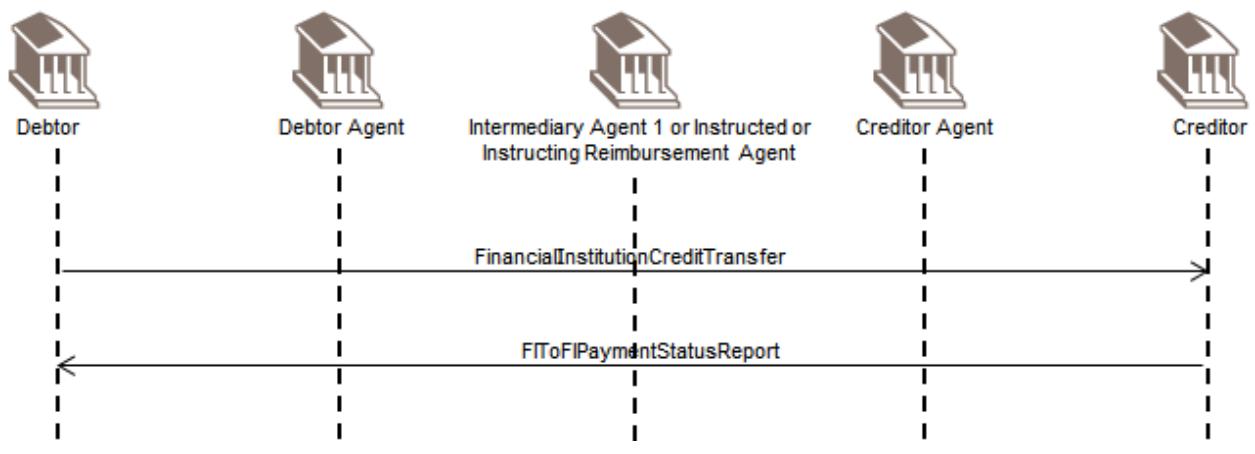 Debtor
Debtor Agent
Intermediary Agent 1 or Instructed or
Instructing Reimbursement Agent
Creditor Agent
Creditor
FinancialInstitutionCreditTransfer
FIToFIPaymentStatusReport